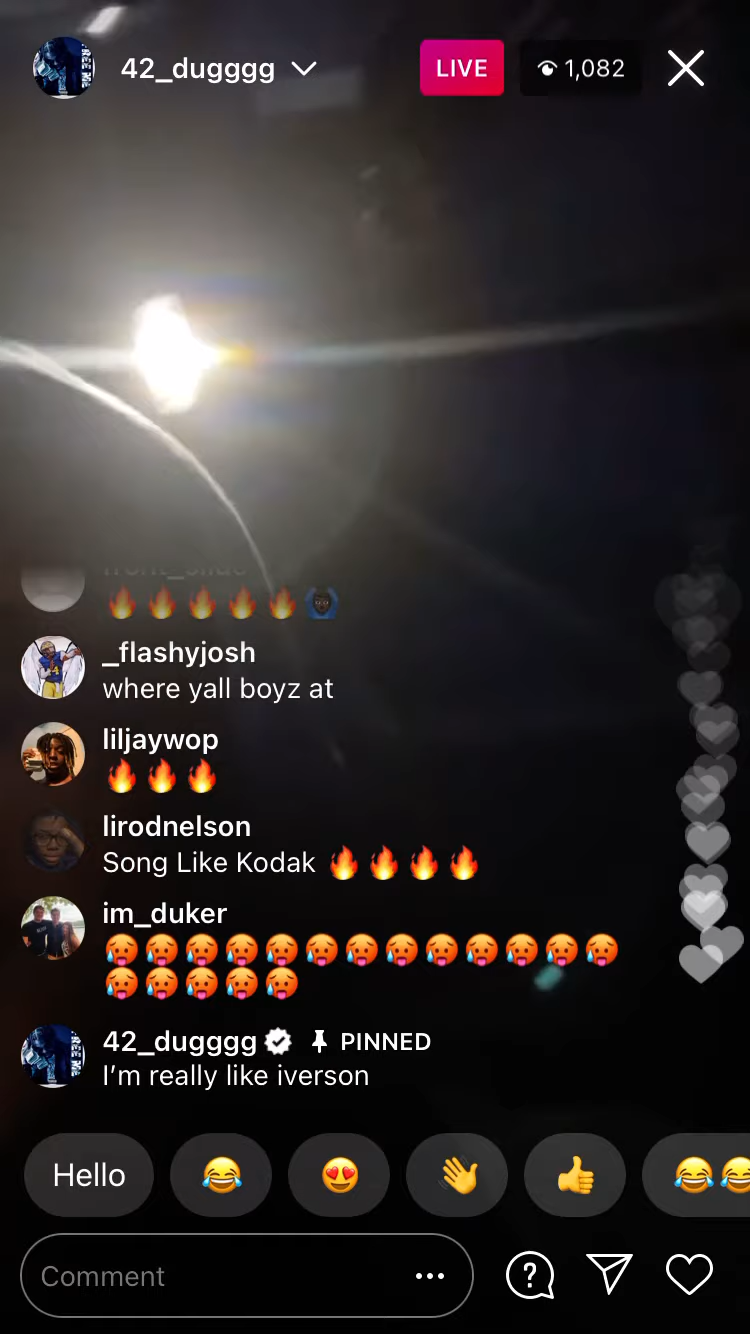 42_dugggg
LIVE
1,082
🔥🔥🔥🔥🔥🙆🏿
_flashyjosh
where yall boyz at
liljaywop
🔥🔥🔥
lirodnelson
Song Like Kodak 🔥🔥🔥🔥
im_duker
🥵🥵🥵🥵🥵🥵🥵🥵🥵🥵🥵🥵🥵
🥵🥵🥵🥵🥵
42_dugggg PINNED
I’m really like iverson
Hello 😂 😍 👋 👍 😂😂
Comment